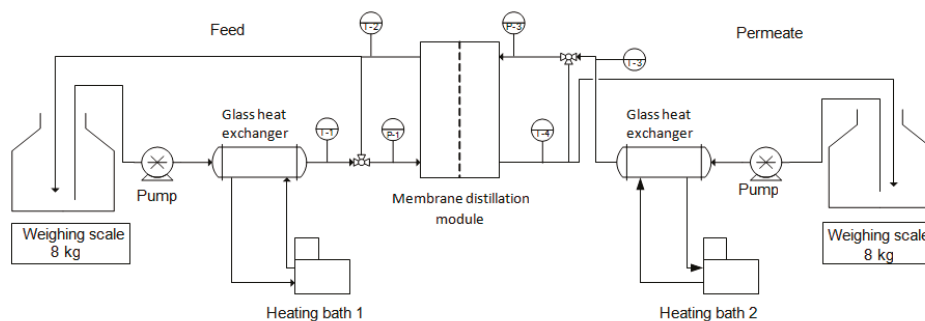 Feed
T-2
P-3
Permeate
T-3
Glass heat
exchanger
T-1
P-1
T-4
Glass heat
exchanger
Pump
Membrane distillation
module
Pump
Weighing scale
8 kg
Weighing scale
8 kg
Heating bath 1
Heating bath 2